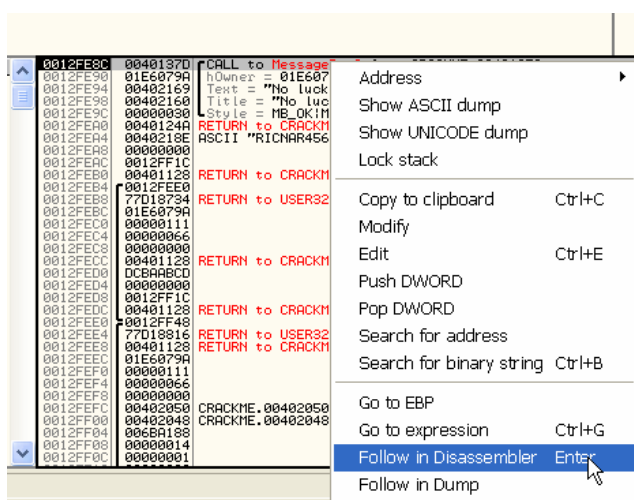 0012FE8C 0040137D CALL to Message
0012FE90 01E6079A hOwner = 01E607
0012FE94 00402169 Text = "No luck
0012FE98 00402160 Title = "No luc
0012FE9C 00000030 Style = MB_OK|M
0012FEA0 0040124A RETURN to CRACKM
0012FEA4 0040218E ASCII "RICNAR456
0012FEA8 00000000
0012FEAC 0012FF1C
0012FEB0 00401128 RETURN to CRACKM
0012FEB4 0012FEE0
0012FEB8 77D18734 RETURN to USER32
0012FEBC 01E6079A
0012FEC0 00000111
0012FEC4 00000066
0012FEC8 00000000
0012FECC 00401128 RETURN to CRACKM
0012FED0 DCBAABCD
0012FED4 00000000
0012FED8 0012FF1C
0012FEDC 00401128 RETURN to CRACKM
0012FEE0 0012FF48
0012FEE4 77D18816 RETURN to USER32
0012FEE8 00401128 RETURN to CRACKM
0012FEEC 01E6079A
0012FEF0 00000111
0012FEF4 00000066
0012FEF8 00000000
0012FEFC 00402050 CRACKME.00402050
0012FF00 00402048 CRACKME.00402048
0012FF04 006BA188
0012FF08 00000014
0012FF0C 00000001
Address
Show ASCII dump
Show UNICODE dump
Lock stack
Copy to clipboard Ctrl+C
Modify
Edit Ctrl+E
Push DWORD
Pop DWORD
Search for address
Search for binary string Ctrl+B
Go to EBP
Go to expression Ctrl+G
Follow in Disassembler Enter
Follow in Dump